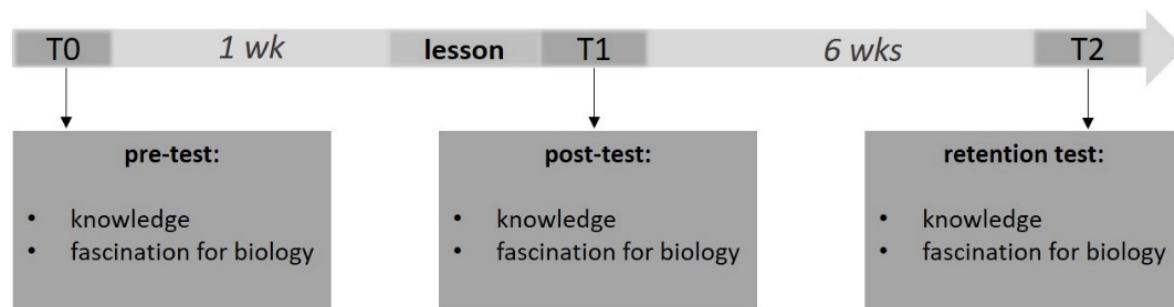 T0 1 wk lesson T1 6 wks T2
pre-test:
• knowledge
• fascination for biology
post-test:
• knowledge
• fascination for biology
retention test:
• knowledge
• fascination for biology